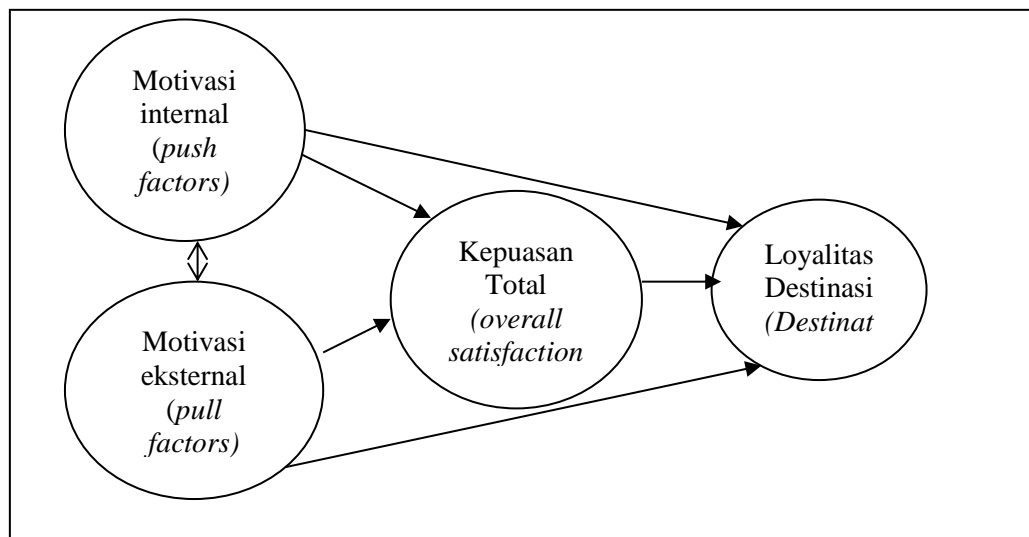 Motivasi
internal
(push
factors)
Motivasi
eksternal
(pull
factors)
Kepuasan
Total
(overall
satisfaction
Loyalitas
Destinasi
(Destinat